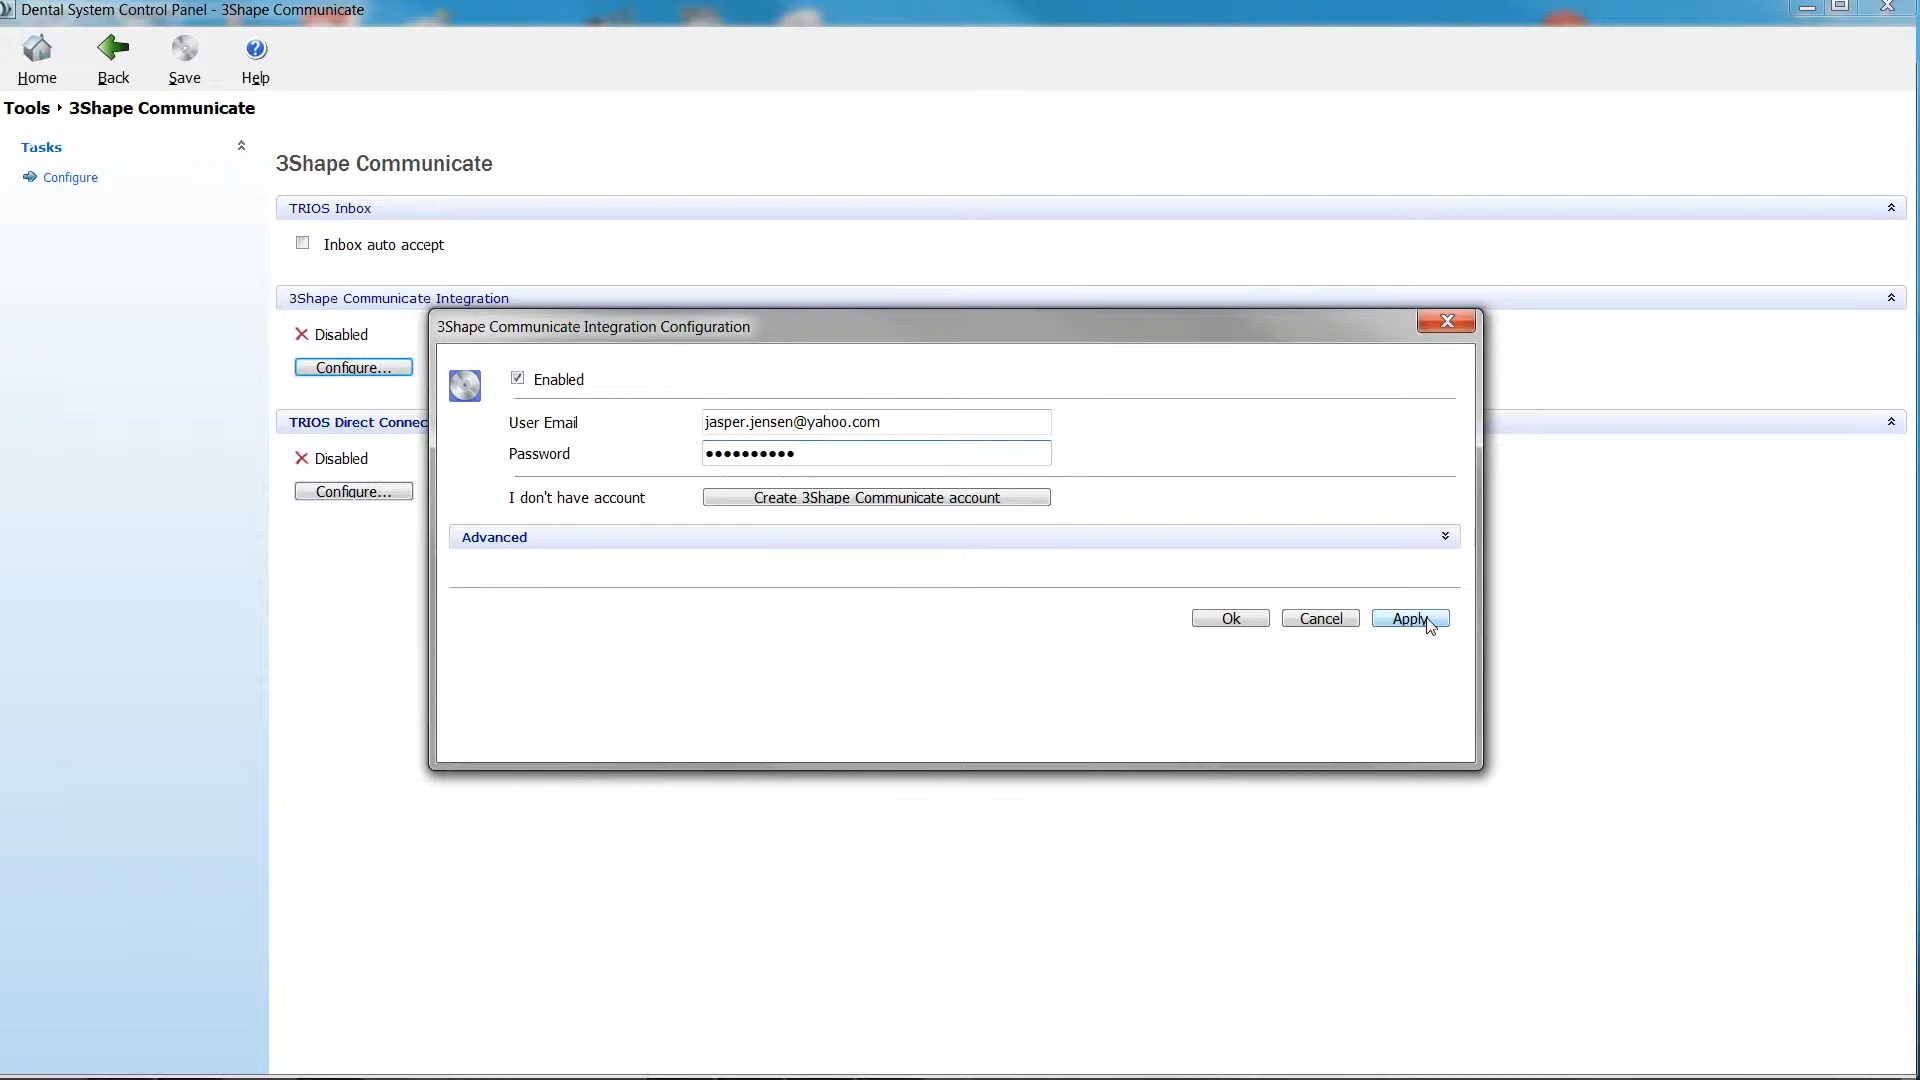 Dental System Control Panel - 3Shape Communicate
Home Back Save Help
Tools 3Shape Communicate
Tasks
Configure
3Shape Communicate
TRIOS Inbox
Inbox auto accept
3Shape Communicate Integration
Disabled
Configure...
TRIOS Direct Connec
Disabled
Configure...
3Shape Communicate Integration Configuration
Enabled
User Email jasper.jensen@yahoo.com
Password ●●●●●●●●●●
I don't have account Create 3Shape Communicate account
Advanced
Ok Cancel Apply